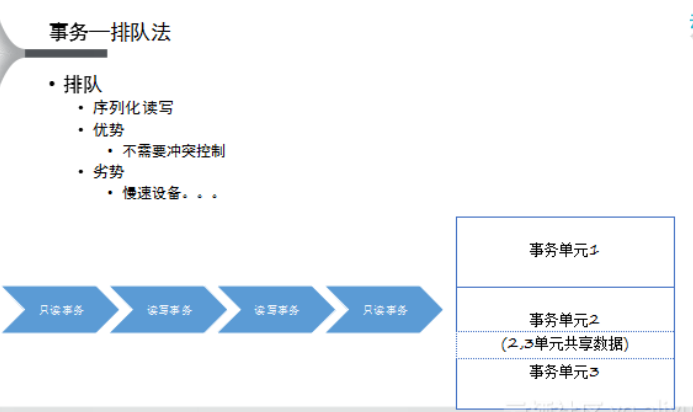 事务—排队法
• 排队
• 序列化读写
• 优势
• 不需要冲突控制
• 劣势
• 慢速设备。。。
只读事务
读写事务
读写事务
只读事务
事务单元1
事务单元2
(2,3单元共享数据)
事务单元3